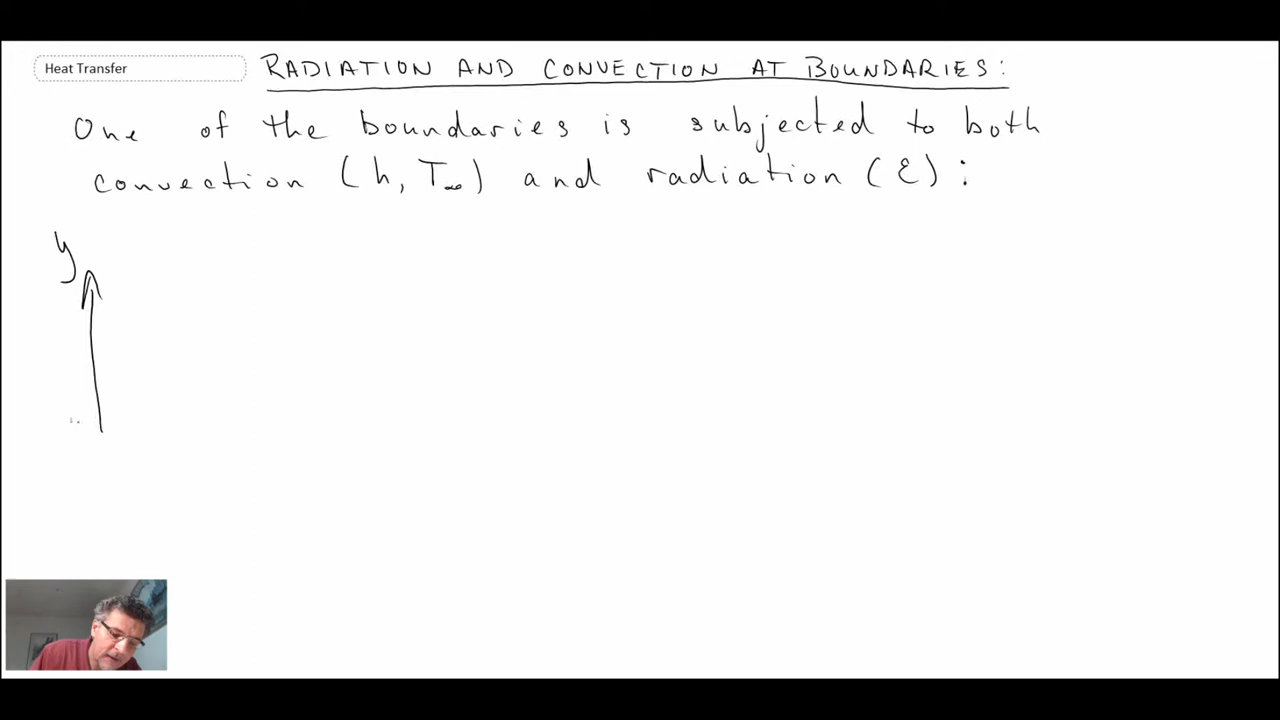 Heat Transfer
RADIATION AND CONVECTION AT BOUNDARIES:
One of the boundaries is subjected to both
convection (h, T∞) and radiation (ε):
y